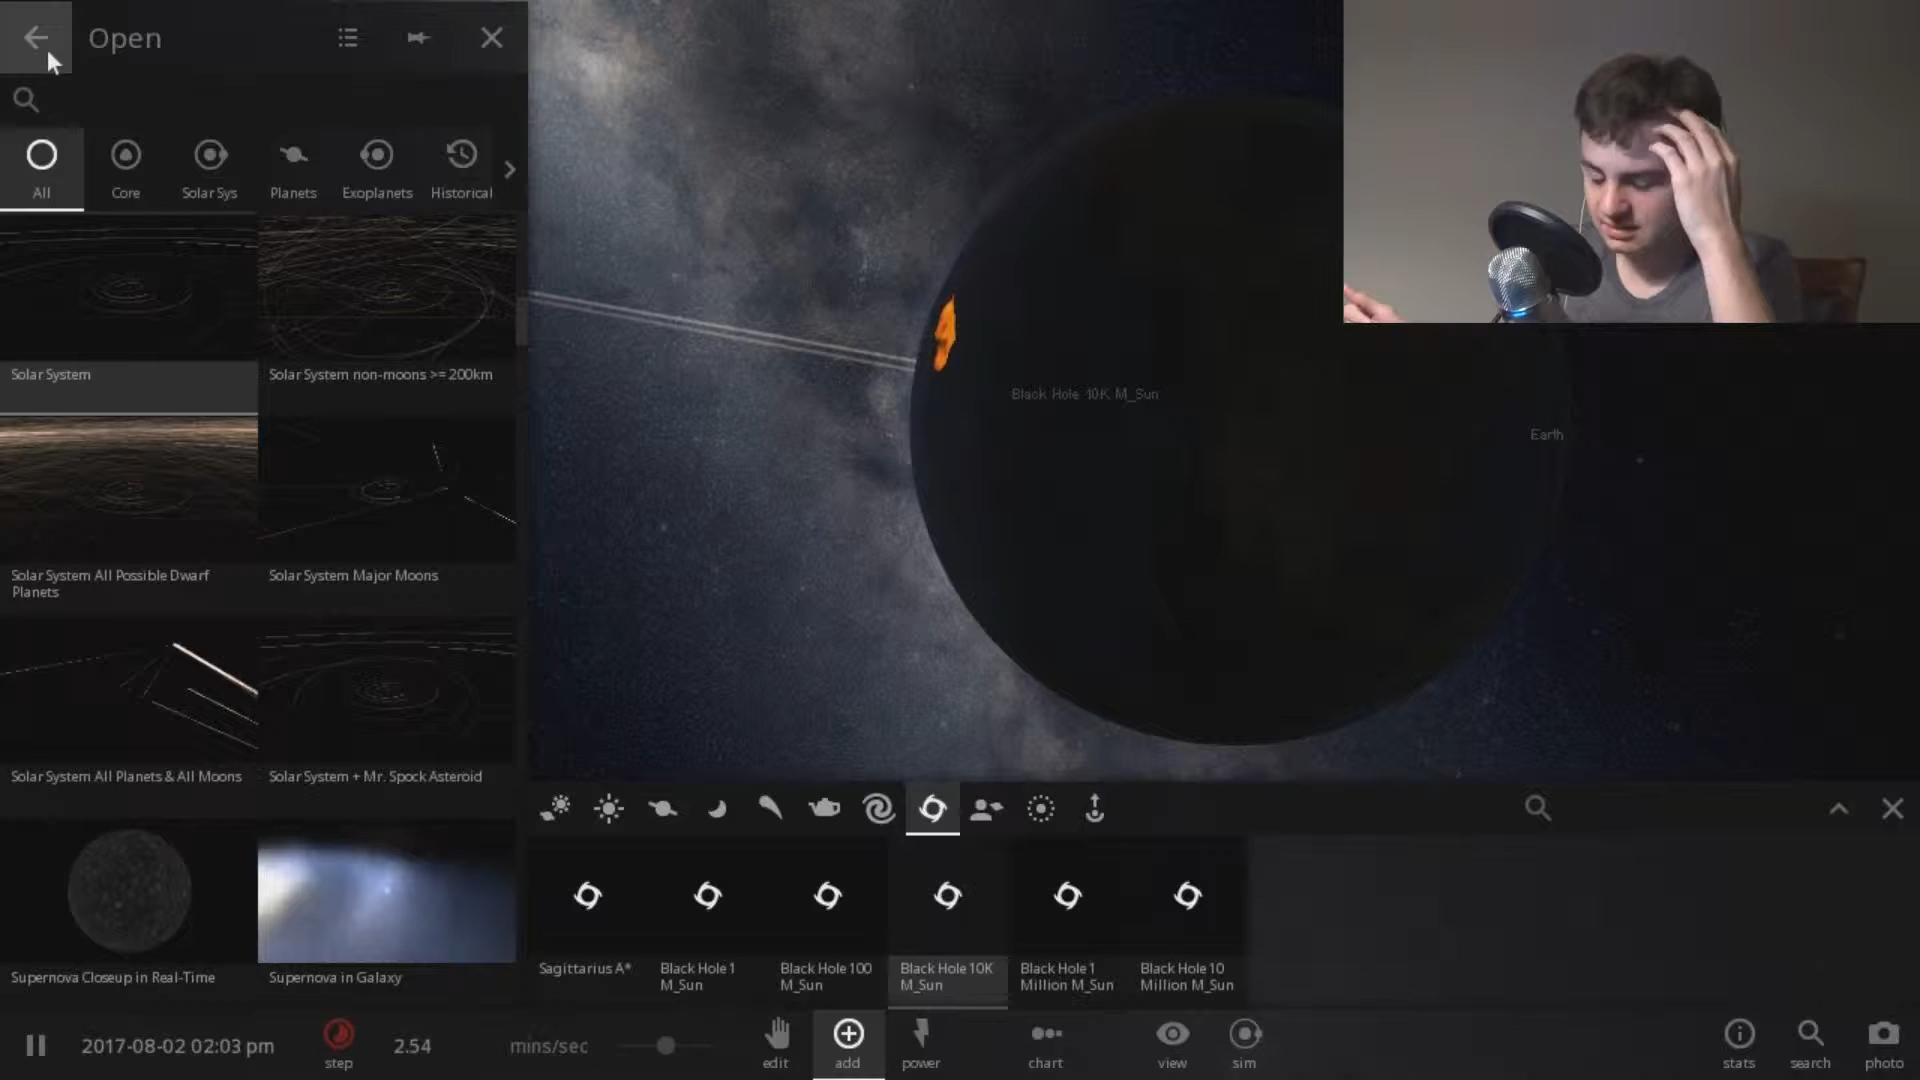 Open
All
Core
Solar Sys
Planets
Exoplanets
Historical
Solar System
Solar System non-moons >= 200km
Solar System All Possible Dwarf
Planets
Solar System Major Moons
Solar System All Planets & All Moons
Solar System + Mr. Spock Asteroid
Supernova Closeup in Real-Time
Supernova in Galaxy
Black Hole 10K M_Sun
Earth
Sagittarius A*
Black Hole 1
M_Sun
Black Hole 100
M_Sun
Black Hole 10K
M_Sun
Black Hole 1
Million M_Sun
Black Hole 10
Million M_Sun
2017-08-02 02:03 pm
step
2.54
mins/sec
edit
add
power
chart
view
sim
stats
search
photo